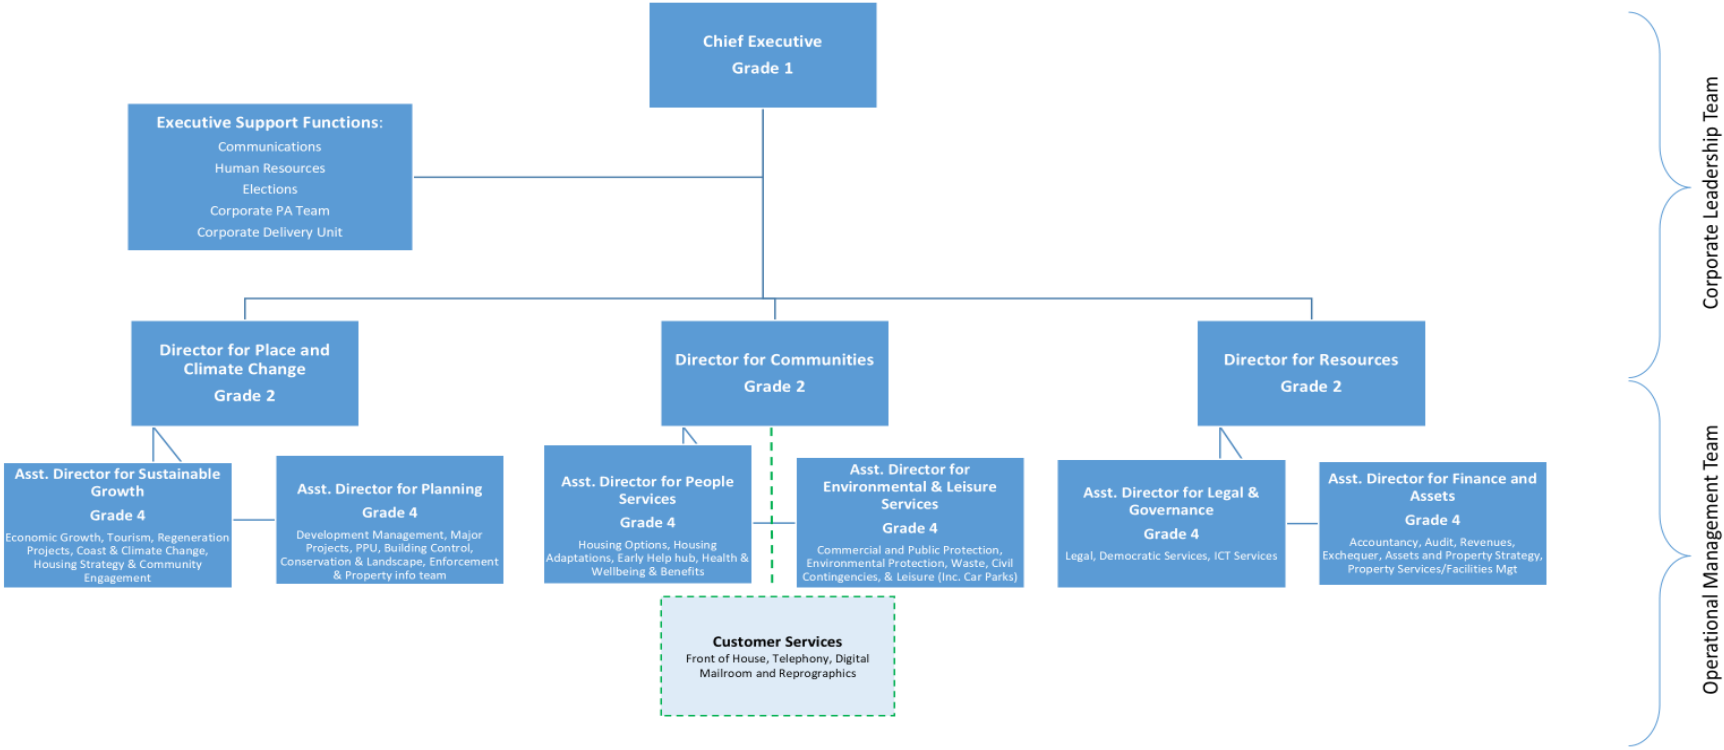 Chief Executive
Grade 1
Executive Support Functions:
Communications
Human Resources
Elections
Corporate PA Team
Corporate Delivery Unit
Corporate Leadership Team
Director for Place and
Climate Change
Grade 2
Director for Communities
Grade 2
Director for Resources
Grade 2
Asst. Director for Sustainable
Growth
Grade 4
Economic Growth, Tourism, Regeneration
Projects, Coast & Climate Change,
Housing Strategy & Community
Engagement
Asst. Director for Planning
Grade 4
Development Management, Major
Projects, PPU, Building Control,
Conservation & Landscape, Enforcement
& Property info team
Asst. Director for People
Services
Grade 4
Housing Options, Housing
Adaptations, Early Help hub, Health &
Wellbeing & Benefits
Asst. Director for
Environmental & Leisure
Services
Grade 4
Commercial and Public Protection,
Environmental Protection, Waste, Civil
Contingencies, & Leisure (Inc. Car Parks)
Asst. Director for Legal &
Governance
Grade 4
Legal, Democratic Services, ICT Services
Asst. Director for Finance and
Assets
Grade 4
Accountancy, Audit, Revenues,
Exchequer, Assets and Property Strategy,
Property Services/Facilities Mgt
Operational Management Team
Customer Services
Front of House, Telephony, Digital
Mailroom and Reprographics